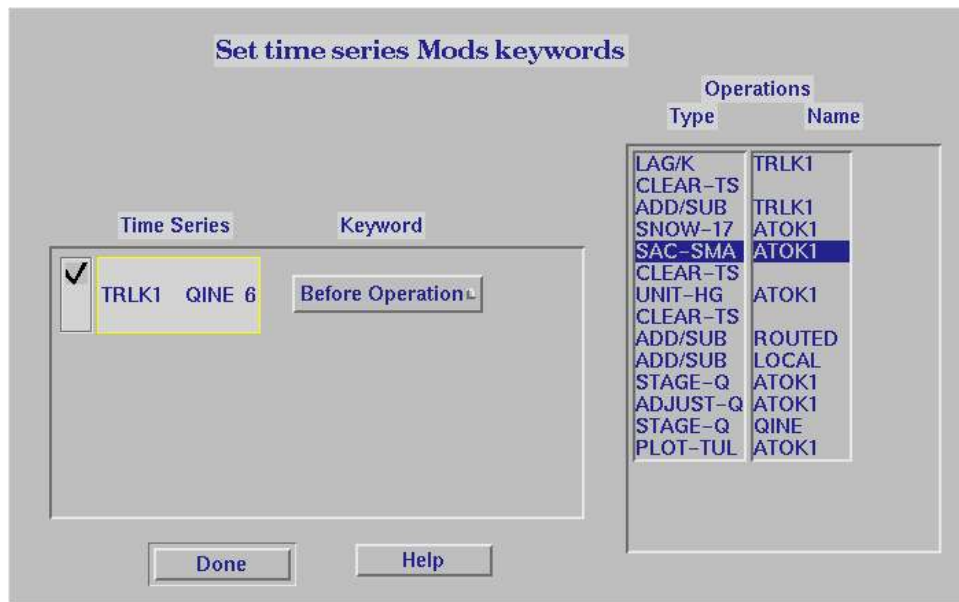 Set time series Mods keywords
Operations
Type Name
LAG/K TRLK1
CLEAR-TS
ADD/SUB TRLK1
SNOW-17 ATOK1
SAC-SMA ATOK1
CLEAR-TS
UNIT-HG ATOK1
CLEAR-TS
ADD/SUB ROUTED
ADD/SUB LOCAL
STAGE-Q ATOK1
ADJUST-Q ATOK1
STAGE-Q QINE
PLOT-TUL ATOK1
Time Series Keyword
TRLK1 QINE 6 Before Operation
Done Help